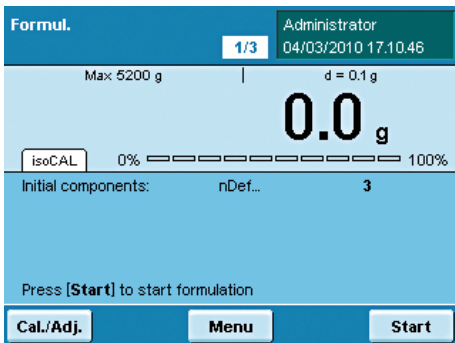 Formul.
Administrator
1/3
04/03/2010 17.10.46
Max 5200 g
d = 0.1 g
0.0 g
isoCAL
0%
100%
Initial components: nDef... 3
Press [Start] to start formulation
Cal./Adj.
Menu
Start